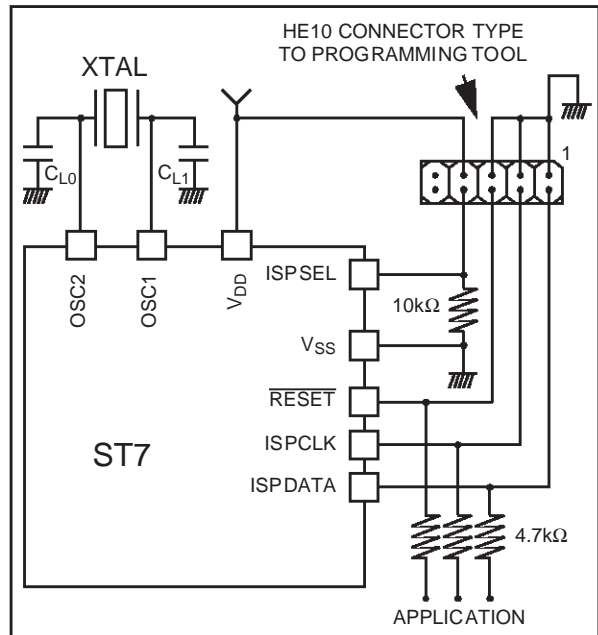 HE10 CONNECTOR TYPE
TO PROGRAMMING TOOL
XTAL
1
CL0
CL1
OSC2
OSC1
VDD
ISPSEL
10kΩ
VSS
RESET
ISPCLK
ST7
ISPDATA
4.7kΩ
APPLICATION